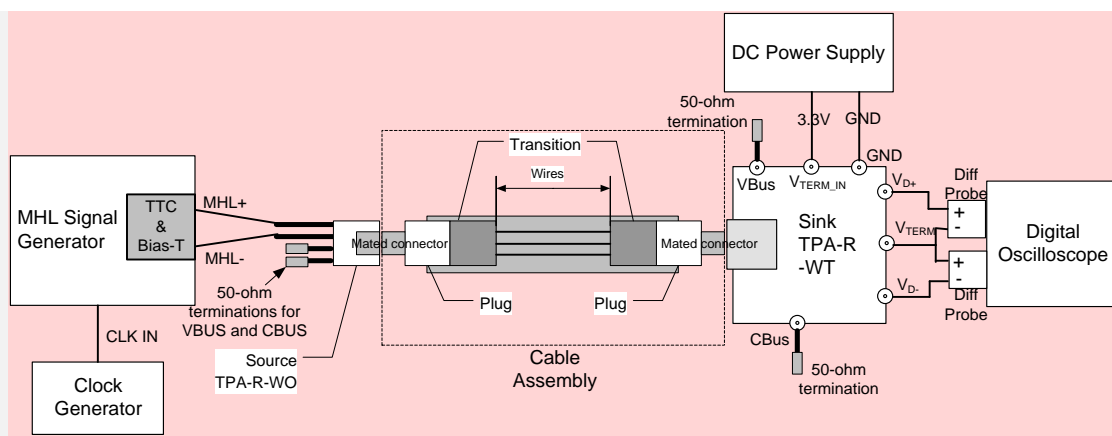 DC Power Supply
50-ohm
termination
3.3V
GND
GND
Transition
Wires
VBus
VTERM_IN
VD+
Diff
Probe
MHL Signal
Generator
TTC
&
Bias-T
MHL+
MHL-
Mated connector
Mated connector
Sink
TPA-R
-WT
VTERM
+
-
+
-
Digital
Oscilloscope
50-ohm
terminations for
VBUS and CBUS
Plug
Plug
VD-
Diff
Probe
CLK IN
Source
TPA-R-WO
Cable
Assembly
CBus
50-ohm
termination
Clock
Generator